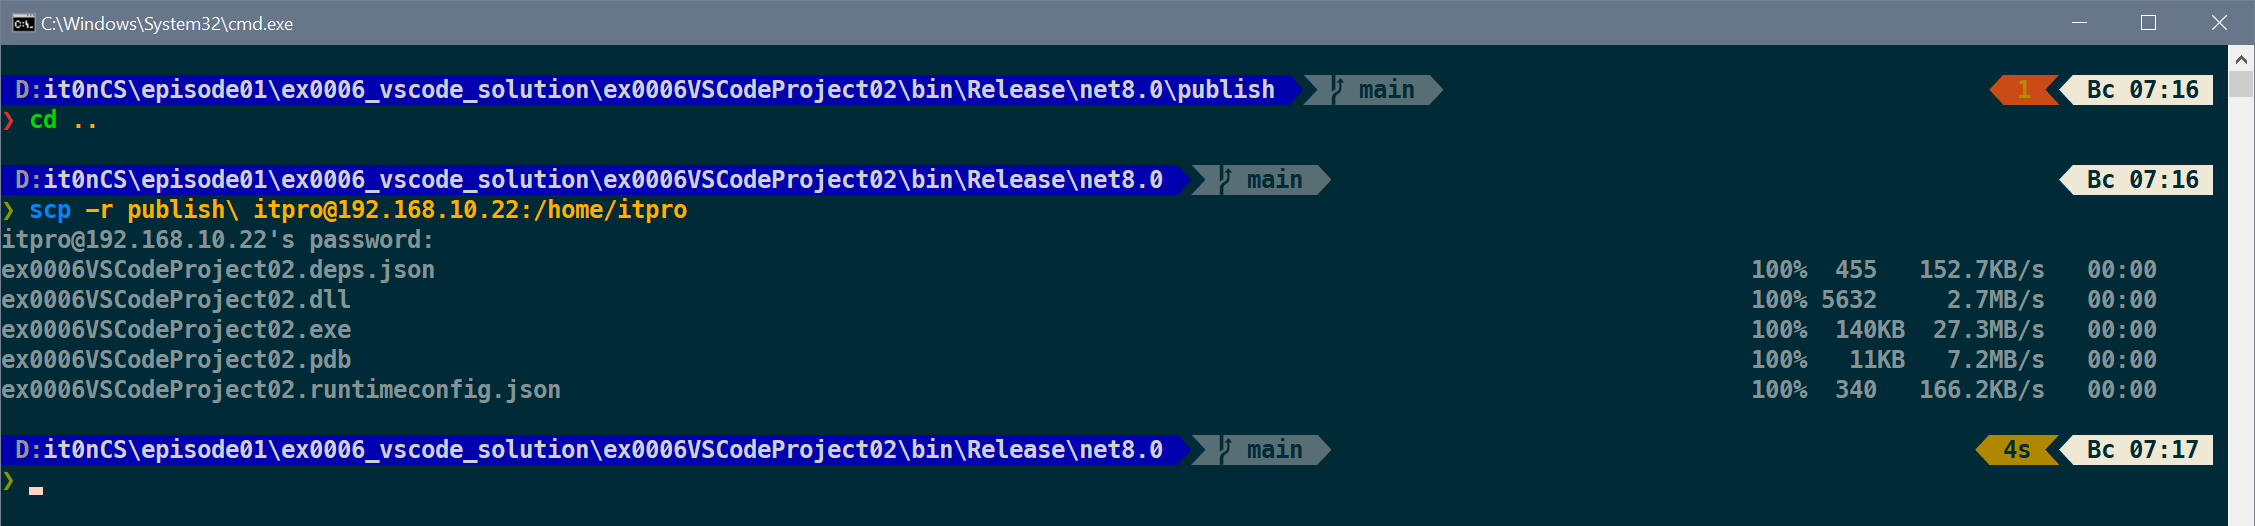 C:\Windows\System32\cmd.exe
D:it0nCS\episode01\ex0006_vscode_solution\ex0006VSCodeProject02\bin\Release\net8.0\publish main 1 Вс 07:16
❯ cd ..
D:it0nCS\episode01\ex0006_vscode_solution\ex0006VSCodeProject02\bin\Release\net8.0 main Вс 07:16
❯ scp -r publish\ itpro@192.168.10.22:/home/itpro
itpro@192.168.10.22's password:
ex0006VSCodeProject02.deps.json 100% 455 152.7KB/s 00:00
ex0006VSCodeProject02.dll 100% 5632 2.7MB/s 00:00
ex0006VSCodeProject02.exe 100% 140KB 27.3MB/s 00:00
ex0006VSCodeProject02.pdb 100% 11KB 7.2MB/s 00:00
ex0006VSCodeProject02.runtimeconfig.json 100% 340 166.2KB/s 00:00
D:it0nCS\episode01\ex0006_vscode_solution\ex0006VSCodeProject02\bin\Release\net8.0 main 4s Вс 07:17
❯